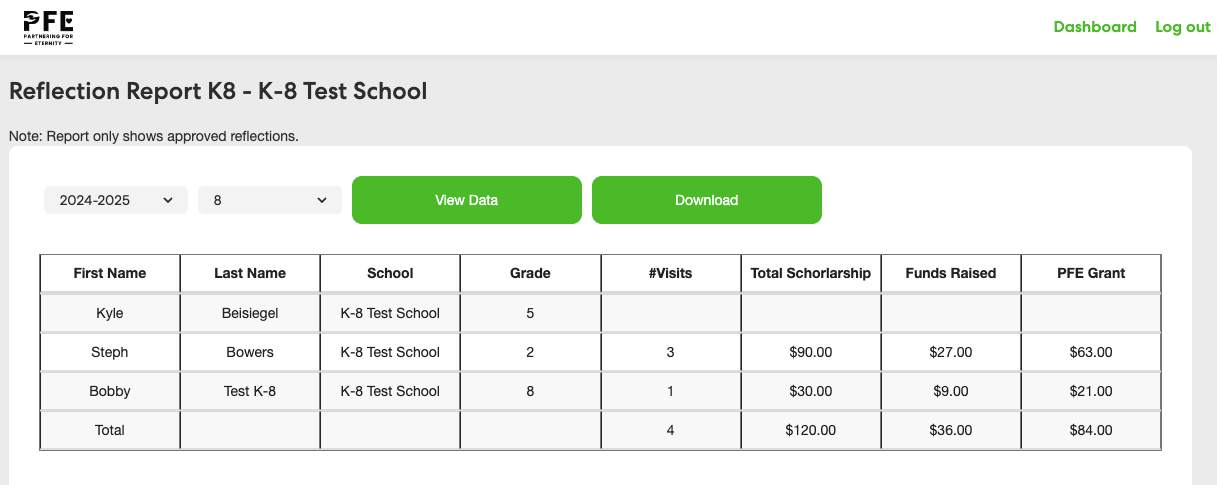 PFE
PARTNERING FOR
ETERNITY
Dashboard Log out
Reflection Report K8 - K-8 Test School
Note: Report only shows approved reflections.
2024-2025 8 View Data Download
First Name Last Name School Grade #Visits Total Schorlarship Funds Raised PFE Grant
Kyle Beisiegel K-8 Test School 5
Steph Bowers K-8 Test School 2 3 $90.00 $27.00 $63.00
Bobby Test K-8 K-8 Test School 8 1 $30.00 $9.00 $21.00
Total 4 $120.00 $36.00 $84.00